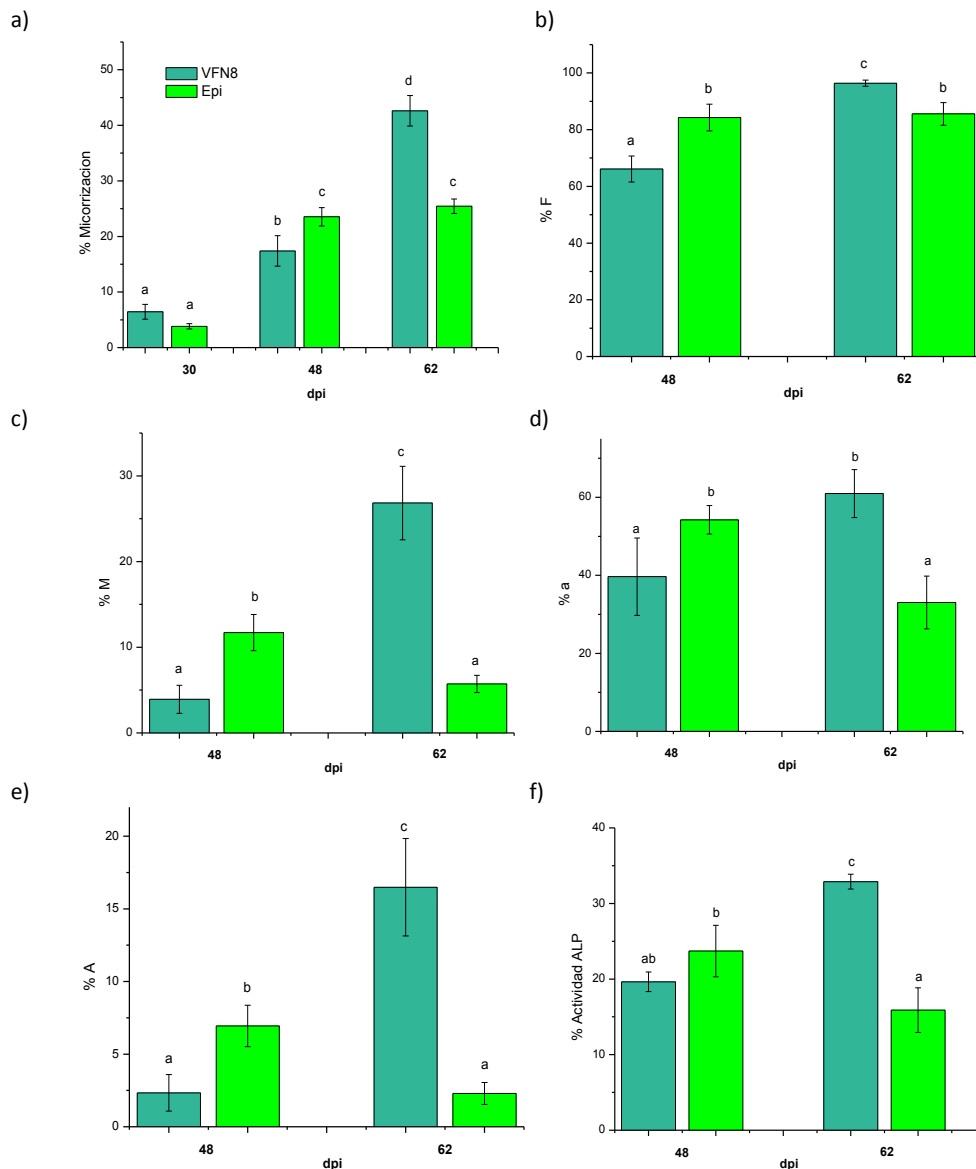 a)
VFN8
Epi
% Micorrizacion
50
40
30
20
10
0
a
a
b
c
d
c
30
48
62
dpi
b)
% F
100
80
60
40
20
0
a
b
c
b
48
62
dpi
c)
% M
30
20
10
0
a
b
c
a
48
62
dpi
d)
% a
60
40
20
0
a
b
b
a
48
62
dpi
e)
% A
20
15
10
5
0
a
b
c
a
48
62
dpi
f)
% Actividad ALP
40
30
20
10
0
ab
b
c
a
48
62
dpi